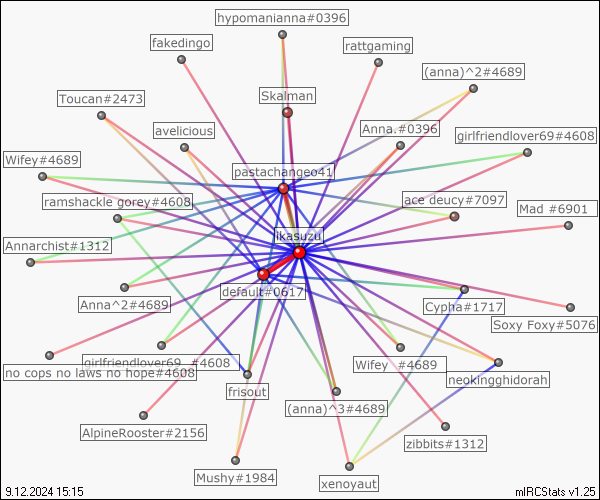 hypomanianna#0396
fakedingo
rattgaming
(anna)^2#4689
Skalman
Toucan#2473
avelicious
Anna.#0396
girlfriendlover69#4608
Wifey#4689
pastachangeo41
ramshackle gorey#4608
ace deucy#7097
Mad_#6901
ikasuzu
Annarchist#1312
default#0617
Anna^2#4689
Cypha#1717
Soxy Foxy#5076
girlfriendlover69_#4608
Wifey_#4689
no cops no laws no hope#4608
neokingghidorah
frisout
(anna)^3#4689
AlpineRooster#2156
zibbits#1312
Mushy#1984
xenoyaut
9.12.2024 15:15
mIRCStats v1.25